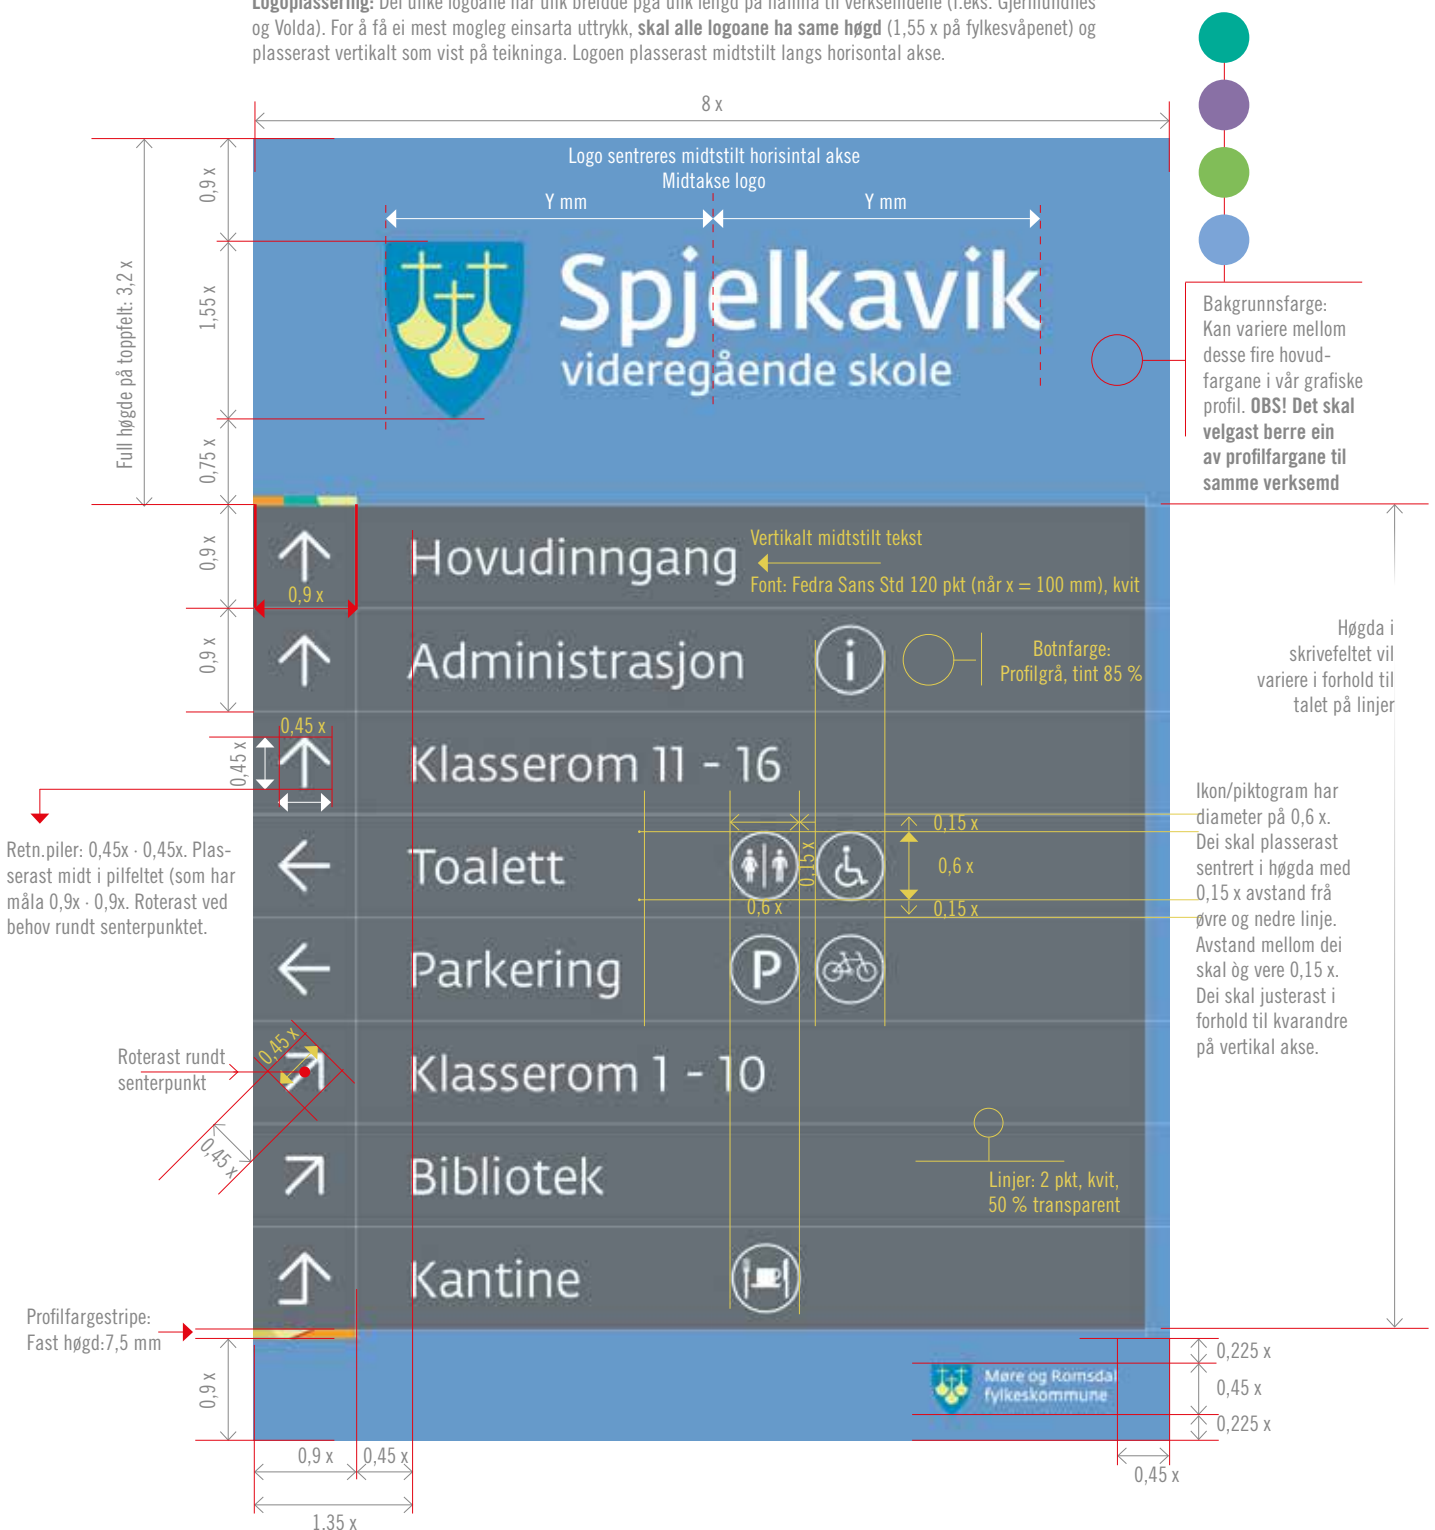 Logoplassering: Dei ulike logoane har ulik breidde pga ulik lengd på namna til verksemdene (f.eks. Gjermundnes
og Volda). For å få ei mest mogleg einsarta uttrykk, skal alle logoane ha same høgd (1,55 x på fylkesvåpenet) og
plasserast vertikalt som vist på teikninga. Logoen plasserast midtstilt langs horisontal akse.
8 x
Logo sentreres midtstilt horisintal akse
Midtakse logo
Y mm
Y mm
0,9 x
1,55 x
0,75 x
Full høgde på toppfelt: 3,2 x
Spjelkavik
videregående skole
Bakgrunnsfarge:
Kan variere mellom
desse fire hovud-
fargane i vår grafiske
profil. OBS! Det skal
velgast berre ein
av profilfargane til
samme verksemd
0,9 x
0,9 x
Hovudinngang
Vertikalt midtstilt tekst
Font: Fedra Sans Std 120 pkt (når x = 100 mm), kvit
0,9 x
Administrasjon
i
Botnfarge:
Profilgrå, tint 85 %
Høgda i
skrivefeltet vil
variere i forhold til
talet på linjer
0,45 x
0,45 x
Klasserom 11 - 16
Retn.piler: 0,45x · 0,45x. Plas-
serast midt i pilfeltet (som har
måla 0,9x · 0,9x. Roterast ved
behov rundt senterpunktet.
Toalett
0,6 x
0,15 x
0,15 x
0,6 x
0,15 x
Ikon/piktogram har
diameter på 0,6 x.
Dei skal plasserast
sentrert i høgda med
0,15 x avstand frå
øvre og nedre linje.
Avstand mellom dei
skal òg vere 0,15 x.
Dei skal justerast i
forhold til kvarandre
på vertikal akse.
Parkering
P
Roterast rundt
senterpunkt
0,45 x
0,45 x
Klasserom 1 - 10
Bibliotek
Linjer: 2 pkt, kvit,
50 % transparent
Kantine
Profilfargestripe:
Fast høgd:7,5 mm
0,9 x
Møre og Romsdal
fylkeskommune
0,225 x
0,45 x
0,225 x
0,9 x
0,45 x
0,45 x
1,35 x